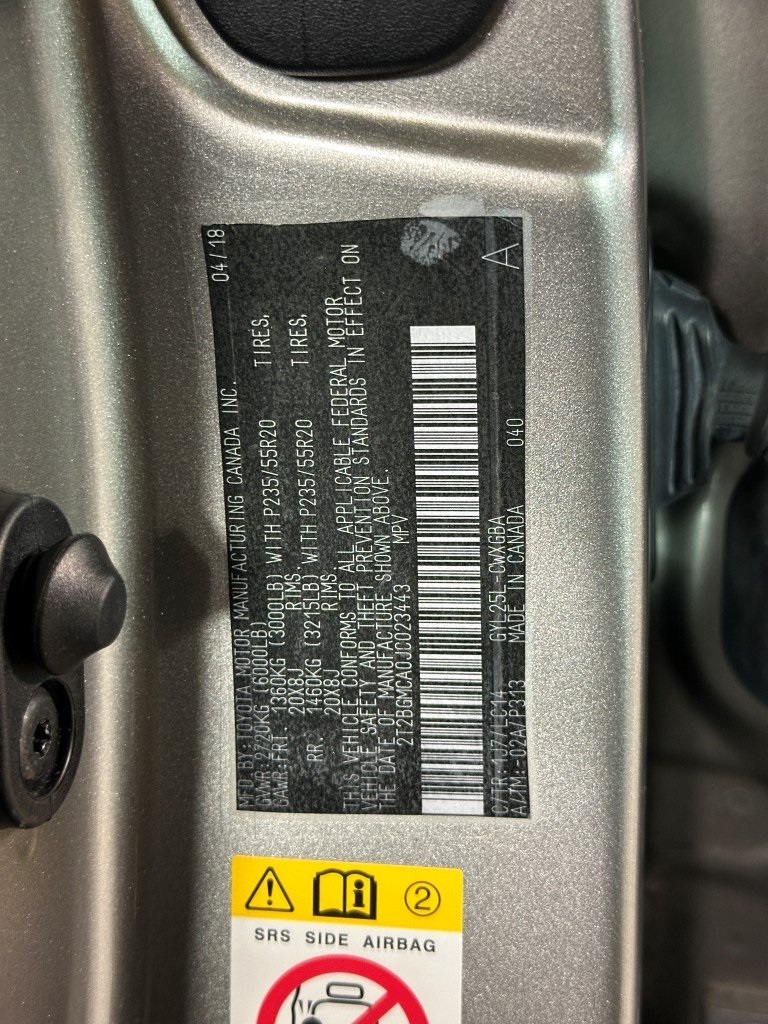 MFD.BY:TOYOTA MOTOR MANUFACTURING CANADA INC. 04/18
GVWR:2720KG (6000LB)
GAWR:FRT. 1360KG (3000LB) WITH P235/55R20 TIRES,
20X8J RIMS
RR: 1460KG (3215LB) WITH P235/55R20 TIRES,
20X8J RIMS
THIS VEHICLE CONFORMS TO ALL APPLICABLE FEDERAL MOTOR
VEHICLE SAFETY AND THEFT PREVENTION STANDARDS IN EFFECT ON
THE DATE OF MANUFACTURE SHOWN ABOVE.
2T2BGMCA0JC023443 MPV
C/TR:4J7/LC14 GYL25L-CWXGBA A
A/TM:-02A/P313 MADE IN CANADA 040
2
SRS SIDE AIRBAG